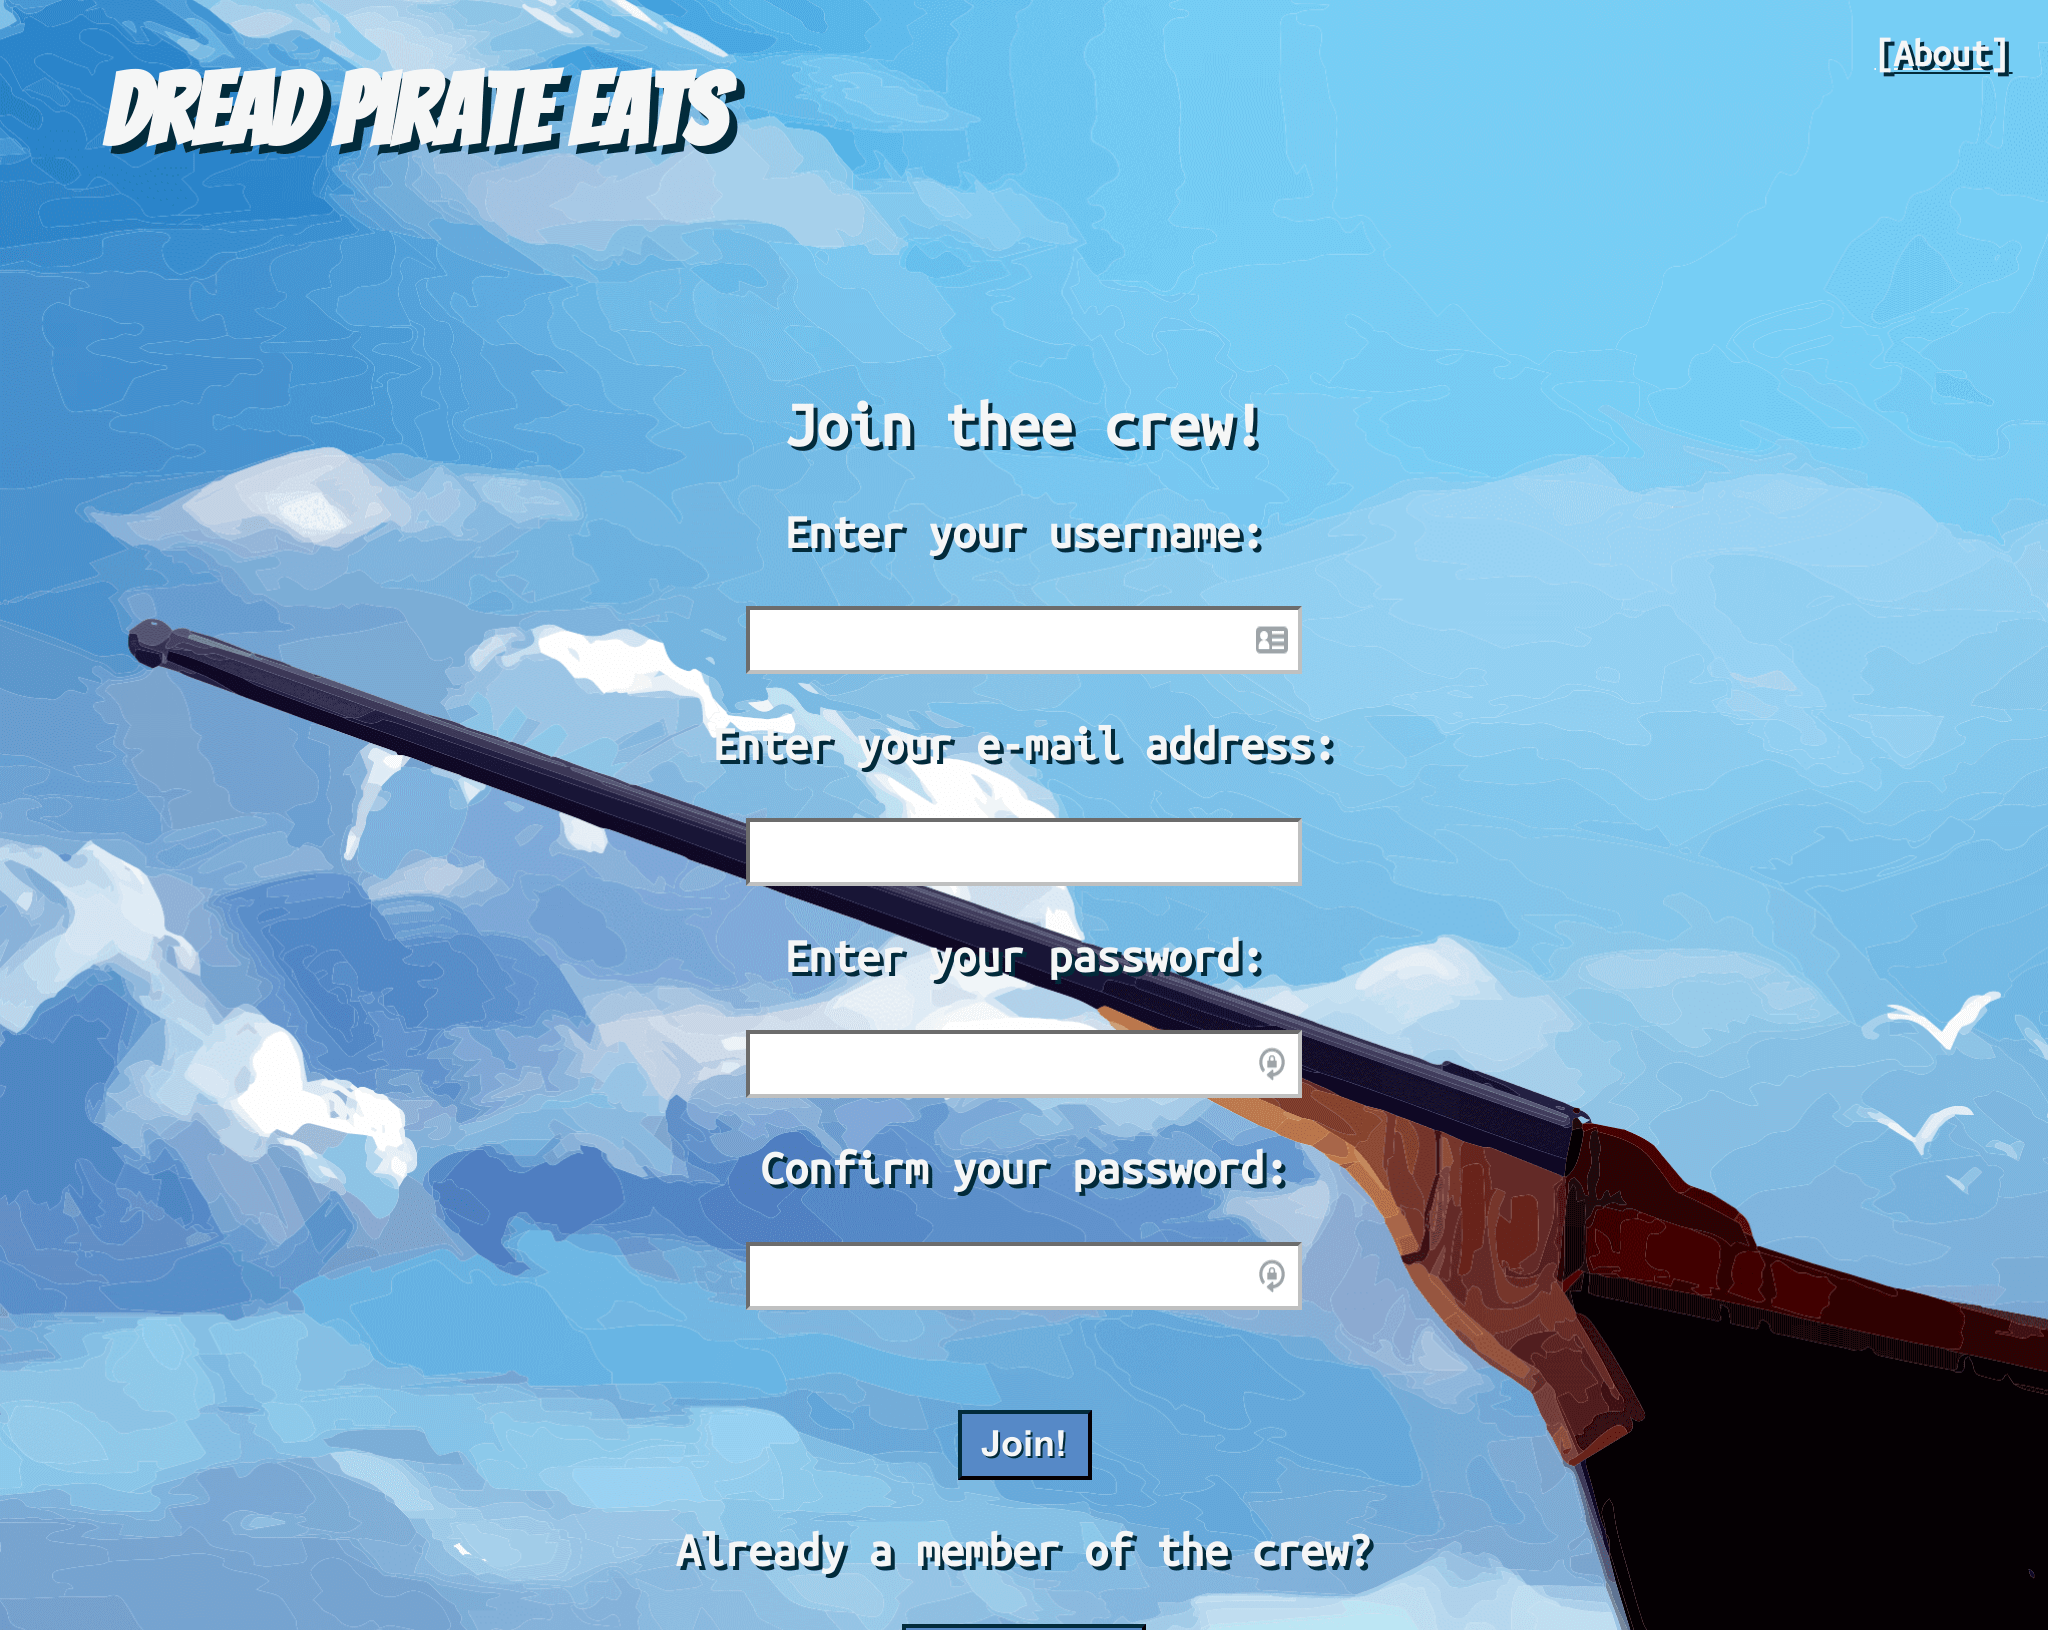 DREAD PIRATE EATS
[About]
Join thee crew!
Enter your username:
Enter your e-mail address:
Enter your password:
Confirm your password:
Join!
Already a member of the crew?